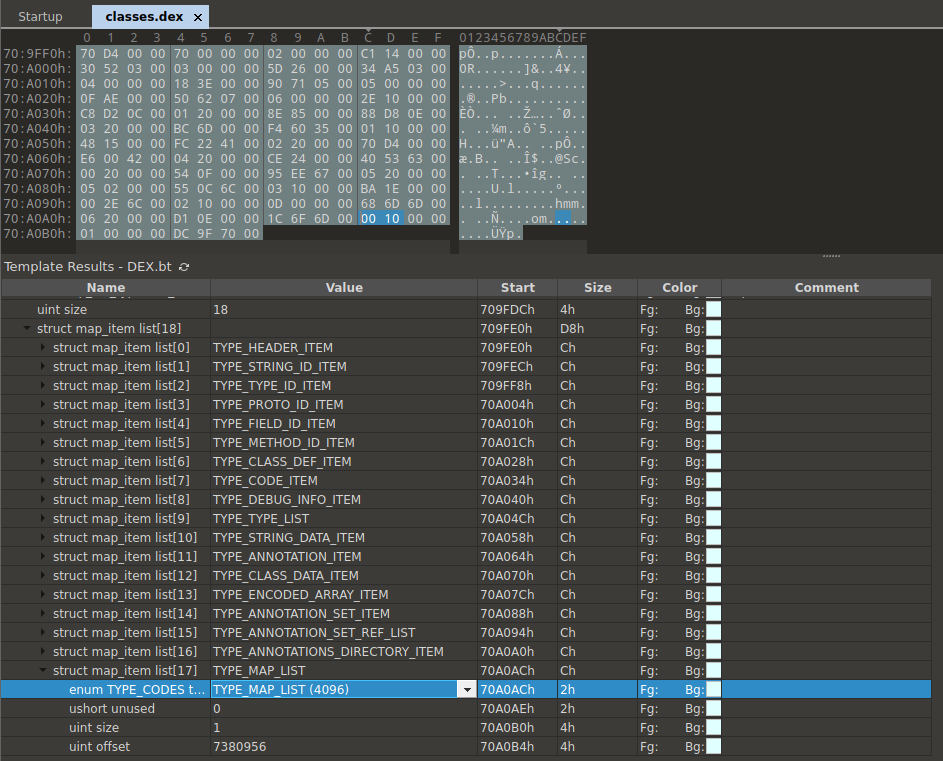 Startup classes.dex ×
0 1 2 3 4 5 6 7 8 9 A B C D E F 0123456789ABCDEF
70:9FF0h: 70 D4 00 00 70 00 00 00 02 00 00 00 C1 14 00 00 pÔ..p.......Á...
70:A000h: 30 52 03 00 03 00 00 00 5D 26 00 00 34 A5 03 00 0R......]&..4¥..
70:A010h: 04 00 00 00 18 3E 00 00 90 71 05 00 05 00 00 00 .....>...q......
70:A020h: 0F AE 00 00 50 62 07 00 06 00 00 00 2E 10 00 00 .®..Pb..........
70:A030h: C8 D2 0C 00 01 20 00 00 8E 85 00 00 88 D8 0E 00 ÈÒ... ..Ž…..ˆØ..
70:A040h: 03 20 00 00 BC 6D 00 00 F4 60 35 00 01 10 00 00 . ..¼m..ô`5.....
70:A050h: 48 15 00 00 FC 22 41 00 02 20 00 00 70 D4 00 00 H...ü"A.. ..pÔ..
70:A060h: E6 00 42 00 04 20 00 00 CE 24 00 00 40 53 63 00 æ.B.. ..Î$..@Sc.
70:A070h: 00 20 00 00 54 0F 00 00 95 EE 67 00 05 20 00 00 . ..T...•îg.. ..
70:A080h: 05 02 00 00 55 0C 6C 00 03 10 00 00 BA 1E 00 00 ....U.l.....º...
70:A090h: 00 2E 6C 00 02 10 00 00 0D 00 00 00 68 6D 6D 00 ..l.........hmm.
70:A0A0h: 06 20 00 00 D1 0E 00 00 1C 6F 6D 00 00 10 00 00 . ..Ñ....om.....
70:A0B0h: 01 00 00 00 DC 9F 70 00 ....ÜŸp.
Template Results - DEX.bt
Name Value Start Size Color Comment
uint size 18 709FDCh 4h Fg: Bg:
struct map_item list[18] 709FE0h D8h Fg: Bg:
struct map_item list[0] TYPE_HEADER_ITEM 709FE0h Ch Fg: Bg:
struct map_item list[1] TYPE_STRING_ID_ITEM 709FECh Ch Fg: Bg:
struct map_item list[2] TYPE_TYPE_ID_ITEM 709FF8h Ch Fg: Bg:
struct map_item list[3] TYPE_PROTO_ID_ITEM 70A004h Ch Fg: Bg:
struct map_item list[4] TYPE_FIELD_ID_ITEM 70A010h Ch Fg: Bg:
struct map_item list[5] TYPE_METHOD_ID_ITEM 70A01Ch Ch Fg: Bg:
struct map_item list[6] TYPE_CLASS_DEF_ITEM 70A028h Ch Fg: Bg:
struct map_item list[7] TYPE_CODE_ITEM 70A034h Ch Fg: Bg:
struct map_item list[8] TYPE_DEBUG_INFO_ITEM 70A040h Ch Fg: Bg:
struct map_item list[9] TYPE_TYPE_LIST 70A04Ch Ch Fg: Bg:
struct map_item list[10] TYPE_STRING_DATA_ITEM 70A058h Ch Fg: Bg:
struct map_item list[11] TYPE_ANNOTATION_ITEM 70A064h Ch Fg: Bg:
struct map_item list[12] TYPE_CLASS_DATA_ITEM 70A070h Ch Fg: Bg:
struct map_item list[13] TYPE_ENCODED_ARRAY_ITEM 70A07Ch Ch Fg: Bg:
struct map_item list[14] TYPE_ANNOTATION_SET_ITEM 70A088h Ch Fg: Bg:
struct map_item list[15] TYPE_ANNOTATION_SET_REF_LIST 70A094h Ch Fg: Bg:
struct map_item list[16] TYPE_ANNOTATIONS_DIRECTORY_ITEM 70A0A0h Ch Fg: Bg:
struct map_item list[17] TYPE_MAP_LIST 70A0ACh Ch Fg: Bg:
enum TYPE_CODES t... TYPE_MAP_LIST (4096) 70A0ACh 2h Fg: Bg:
ushort unused 0 70A0AEh 2h Fg: Bg:
uint size 1 70A0B0h 4h Fg: Bg:
uint offset 7380956 70A0B4h 4h Fg: Bg: